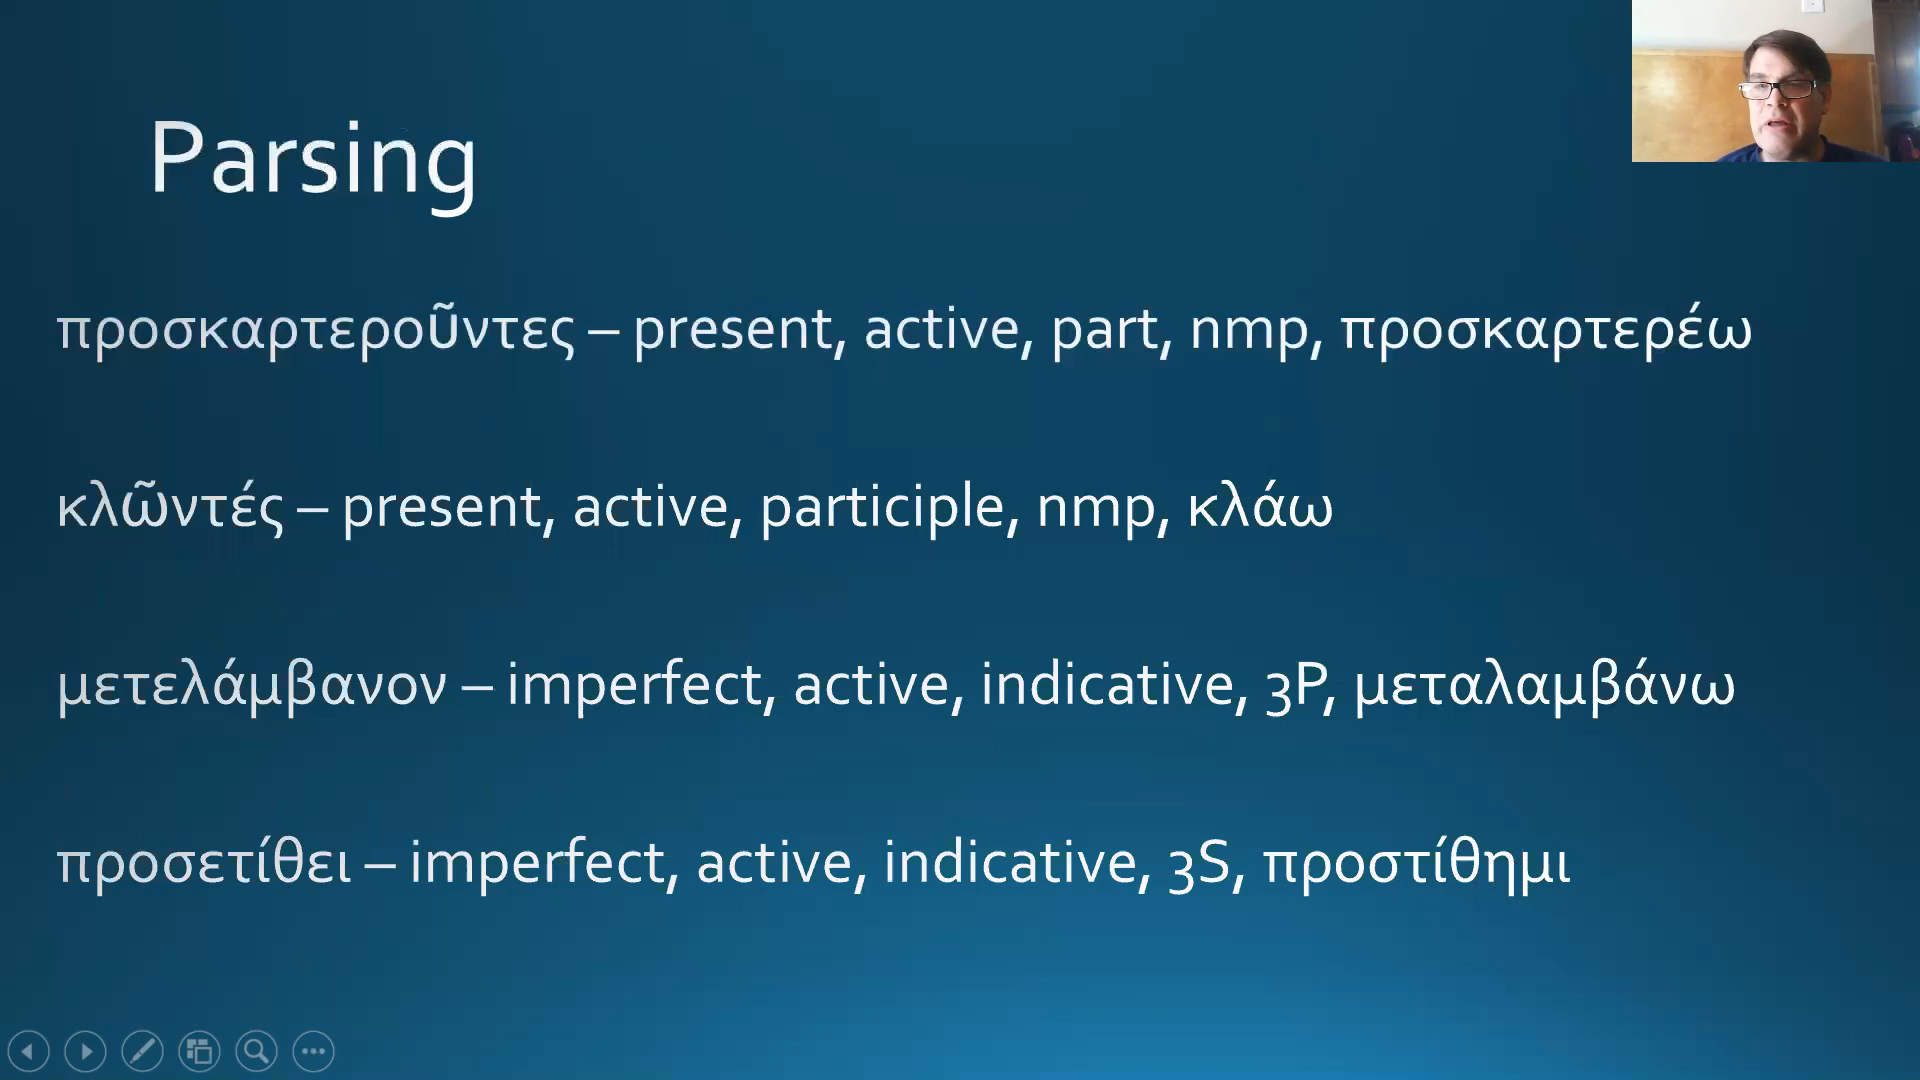 Parsing
προσκαρτεροῦντες – present, active, part, nmp, προσκαρτερέω
κλῶντές – present, active, participle, nmp, κλάω
μετελάμβανον – imperfect, active, indicative, 3P, μεταλαμβάνω
προσετίθει – imperfect, active, indicative, 3S, προστίθημι